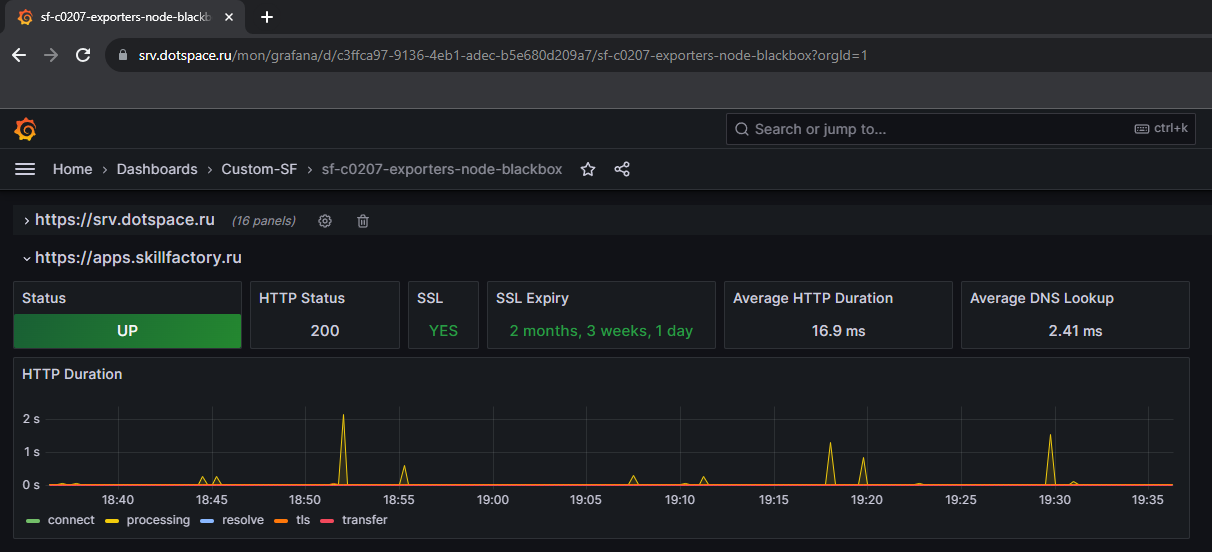 sf-c0207-exporters-node-blackb
srv.dotspace.ru/mon/grafana/d/c3ffca97-9136-4eb1-adec-b5e680d209a7/sf-c0207-exporters-node-blackbox?orgId=1
Search or jump to... ctrl+k
Home › Dashboards › Custom-SF › sf-c0207-exporters-node-blackbox
https://srv.dotspace.ru (16 panels)
https://apps.skillfactory.ru
Status HTTP Status SSL SSL Expiry Average HTTP Duration Average DNS Lookup
UP 200 YES 2 months, 3 weeks, 1 day 16.9 ms 2.41 ms
HTTP Duration
2 s
1 s
0 s
18:40 18:45 18:50 18:55 19:00 19:05 19:10 19:15 19:20 19:25 19:30 19:35
connect processing resolve tls transfer